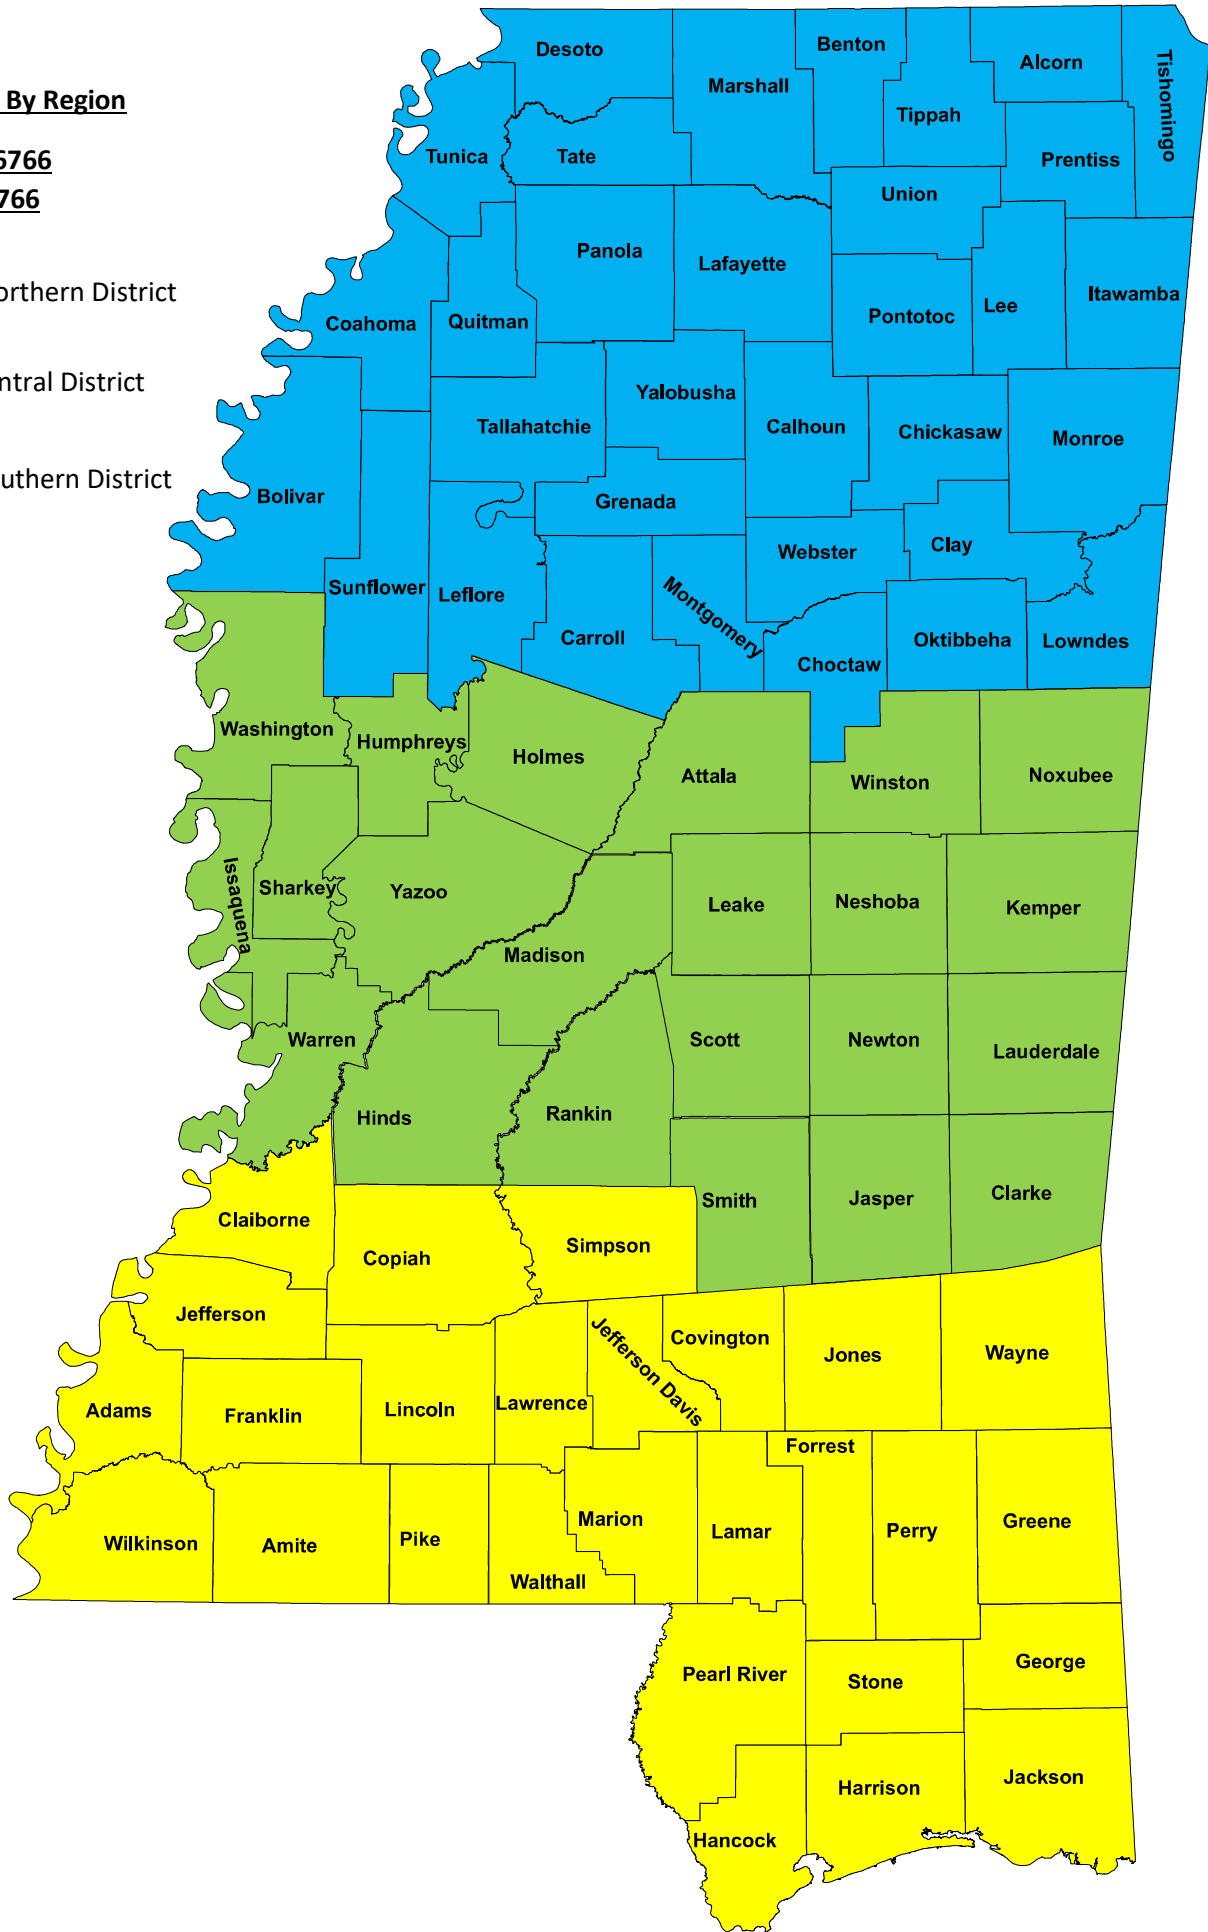 By Region
6766
766
orthern District
ntral District
uthern District
Desoto
Benton
Alcorn
Tishomingo
Marshall
Tippah
Tunica
Tate
Prentiss
Union
Panola
Lafayette
Itawamba
Coahoma
Quitman
Pontotoc
Lee
Yalobusha
Tallahatchie
Calhoun
Chickasaw
Monroe
Bolivar
Grenada
Webster
Clay
Sunflower
Leflore
Montgomery
Carroll
Choctaw
Oktibbeha
Lowndes
Washington
Humphreys
Holmes
Attala
Winston
Noxubee
Issaquena
Sharkey
Yazoo
Leake
Neshoba
Kemper
Madison
Warren
Scott
Newton
Lauderdale
Hinds
Rankin
Smith
Jasper
Clarke
Claiborne
Copiah
Simpson
Jefferson
Jefferson Davis
Covington
Jones
Wayne
Adams
Franklin
Lincoln
Lawrence
Forrest
Wilkinson
Amite
Pike
Marion
Lamar
Perry
Greene
Walthall
Pearl River
Stone
George
Harrison
Jackson
Hancock